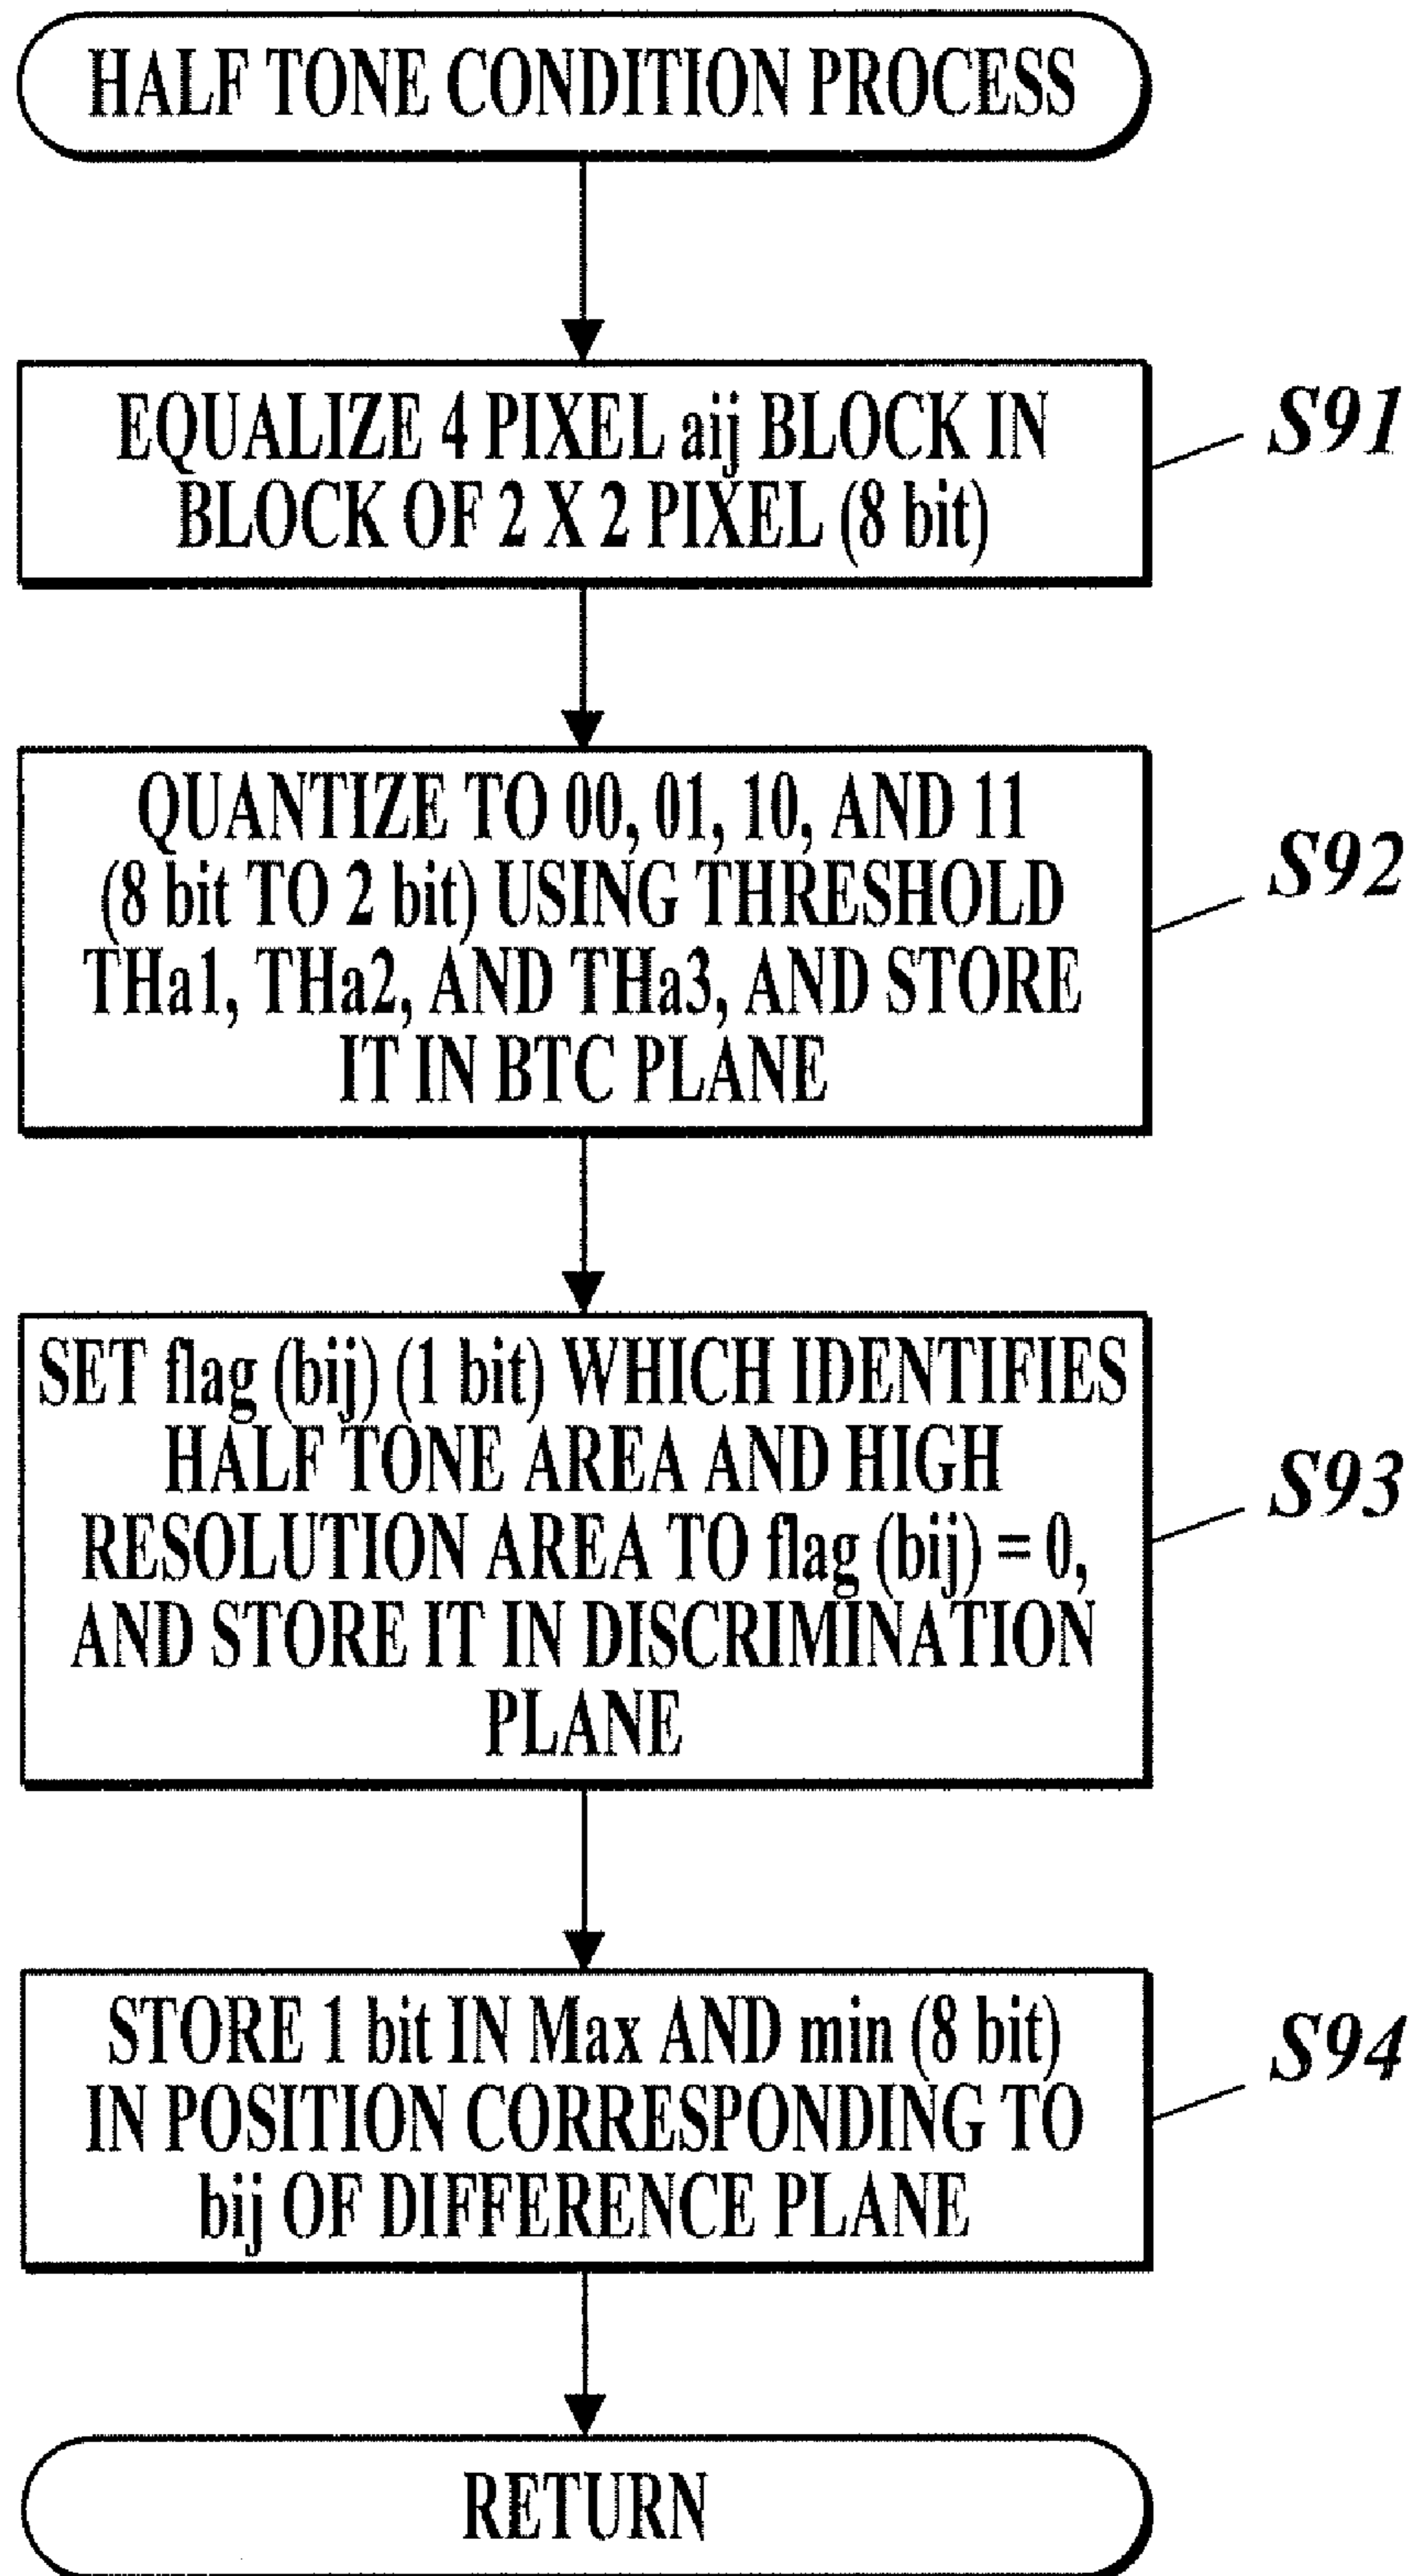 HALF TONE CONDITION PROCESS
EQUALIZE 4 PIXEL aij BLOCK IN
BLOCK OF 2 X 2 PIXEL (8 bit)
S91
QUANTIZE TO 00, 01, 10, AND 11
(8 bit TO 2 bit) USING THRESHOLD
THa1, THa2, AND THa3, AND STORE
IT IN BTC PLANE
S92
SET flag (bij) (1 bit) WHICH IDENTIFIES
HALF TONE AREA AND HIGH
RESOLUTION AREA TO flag (bij) = 0,
AND STORE IT IN DISCRIMINATION
PLANE
S93
STORE 1 bit IN Max AND min (8 bit)
IN POSITION CORRESPONDING TO
bij OF DIFFERENCE PLANE
S94
RETURN